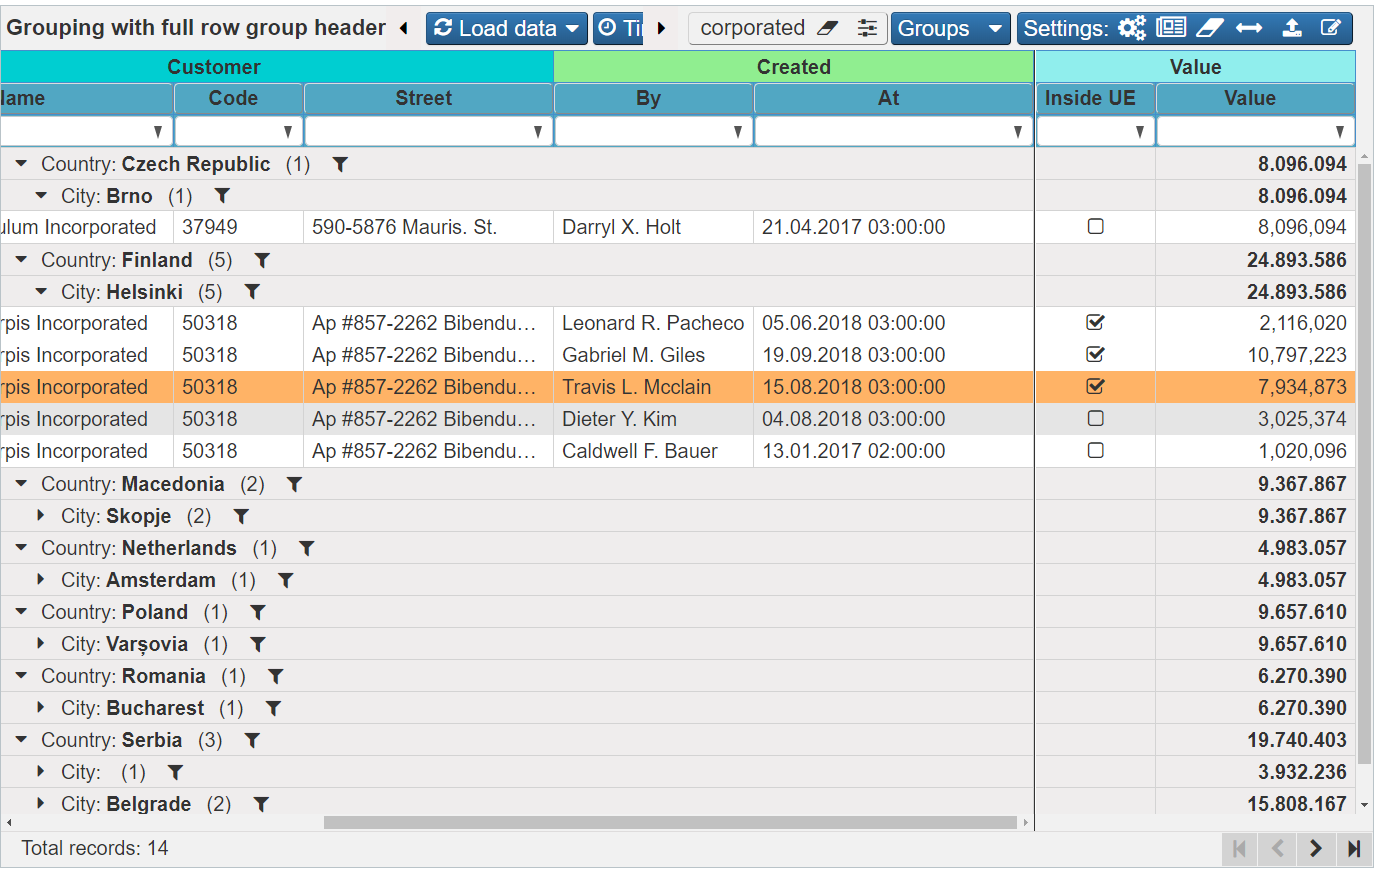 Grouping with full row group header Load data Ti corporated Groups Settings:
Customer Created Value
lame Code Street By At Inside UE Value
Country: Czech Republic (1) 8.096.094
City: Brno (1) 8.096.094
ulum Incorporated 37949 590-5876 Mauris. St. Darryl X. Holt 21.04.2017 03:00:00 8,096,094
Country: Finland (5) 24.893.586
City: Helsinki (5) 24.893.586
rpis Incorporated 50318 Ap #857-2262 Bibendu... Leonard R. Pacheco 05.06.2018 03:00:00 2,116,020
rpis Incorporated 50318 Ap #857-2262 Bibendu... Gabriel M. Giles 19.09.2018 03:00:00 10,797,223
rpis Incorporated 50318 Ap #857-2262 Bibendu... Travis L. Mcclain 15.08.2018 03:00:00 7,934,873
rpis Incorporated 50318 Ap #857-2262 Bibendu... Dieter Y. Kim 04.08.2018 03:00:00 3,025,374
rpis Incorporated 50318 Ap #857-2262 Bibendu... Caldwell F. Bauer 13.01.2017 02:00:00 1,020,096
Country: Macedonia (2) 9.367.867
City: Skopje (2) 9.367.867
Country: Netherlands (1) 4.983.057
City: Amsterdam (1) 4.983.057
Country: Poland (1) 9.657.610
City: Varșovia (1) 9.657.610
Country: Romania (1) 6.270.390
City: Bucharest (1) 6.270.390
Country: Serbia (3) 19.740.403
City: (1) 3.932.236
City: Belgrade (2) 15.808.167
Total records: 14